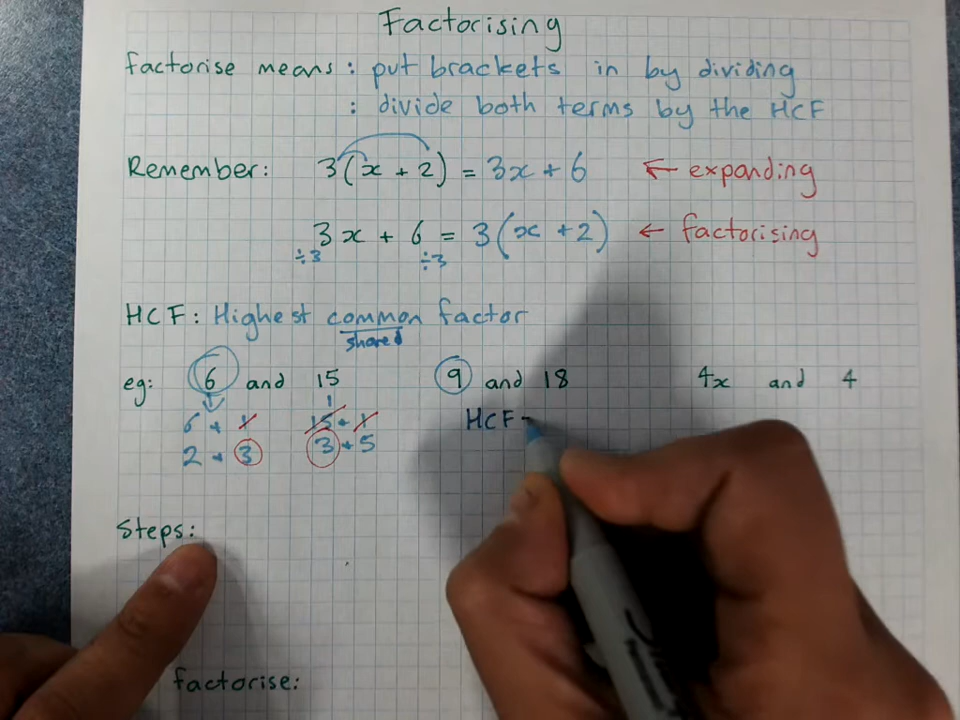 Factorising
factorise means: put brackets in by dividing
: divide both terms by the HCF
Remember: 3(x + 2) = 3x + 6 ← expanding
3x + 6 = 3(x + 2) ← factorising
÷3 ÷3
HCF: Highest common factor
shared
eg: 6 and 15 9 and 18 4x and 4
1
6 + 1 15 + 1 HCF -
2 + 3 3 + 5
Steps:
factorise: